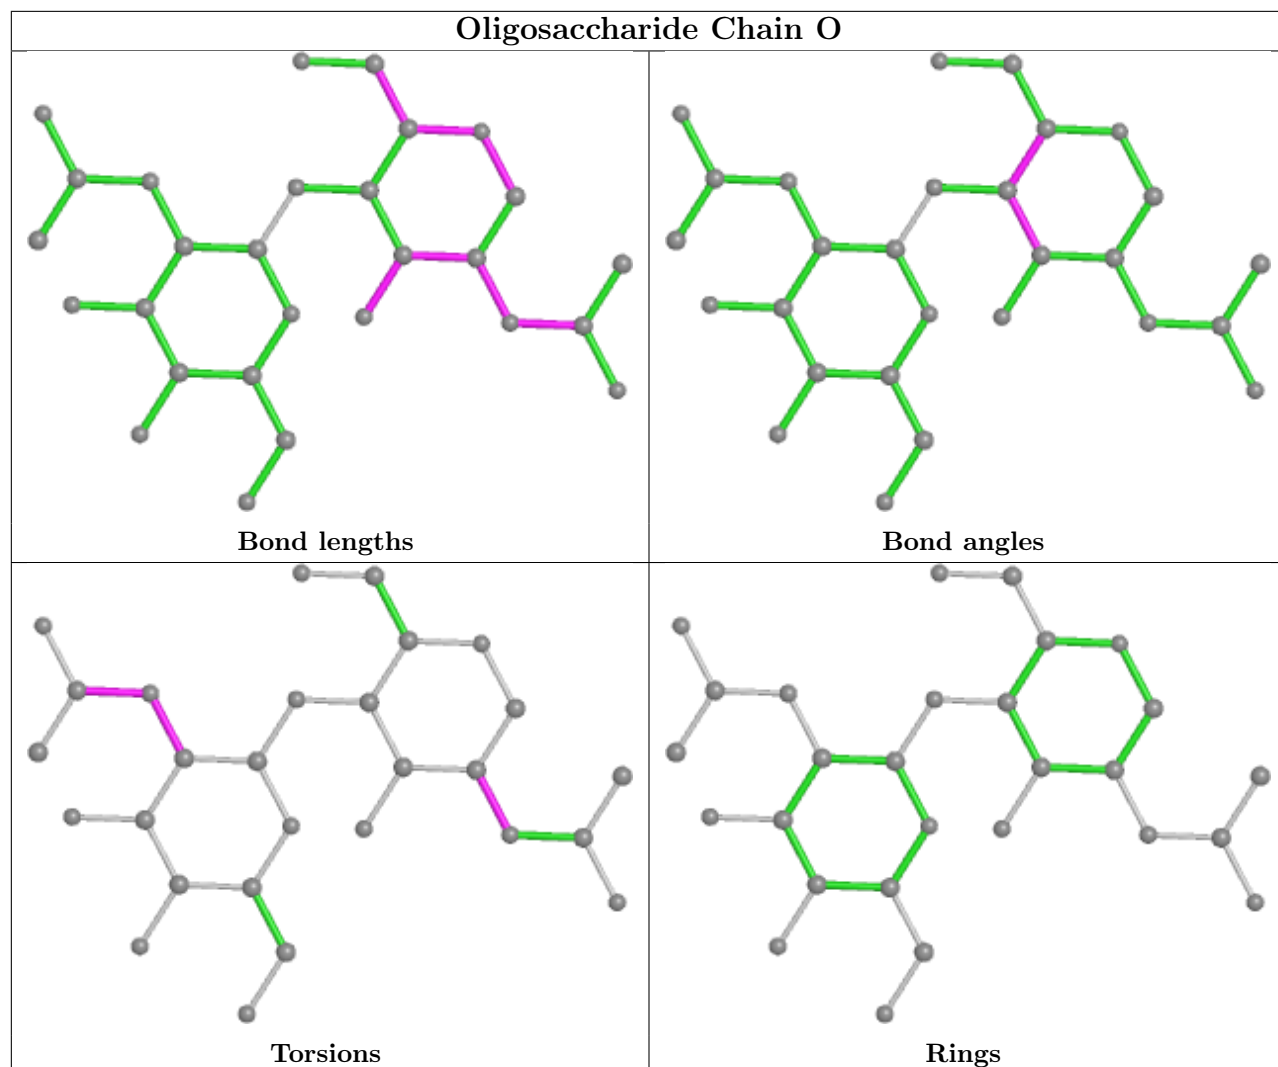 Oligosaccharide Chain O
Bond lengths
Bond angles
Torsions
Rings